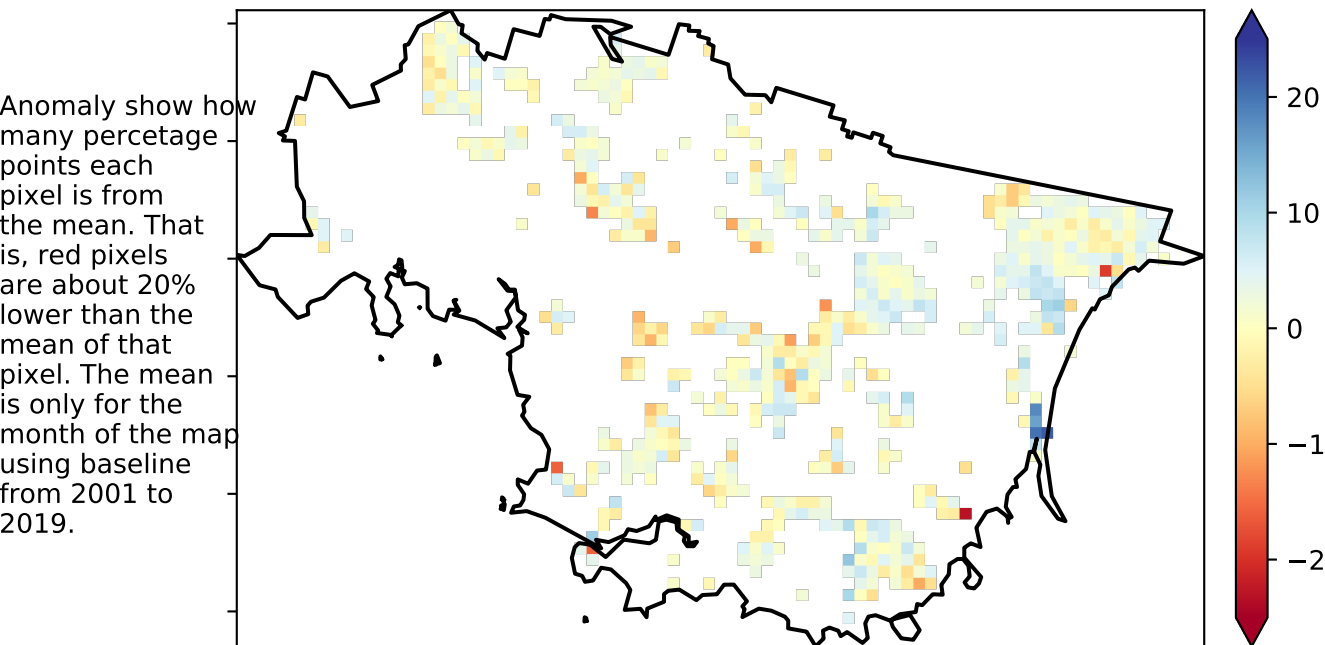 Anomaly show how
many percetage
points each
pixel is from
the mean. That
is, red pixels
are about 20%
lower than the
mean of that
pixel. The mean
is only for the
month of the map
using baseline
from 2001 to
2019.
20
10
0
−1
−2